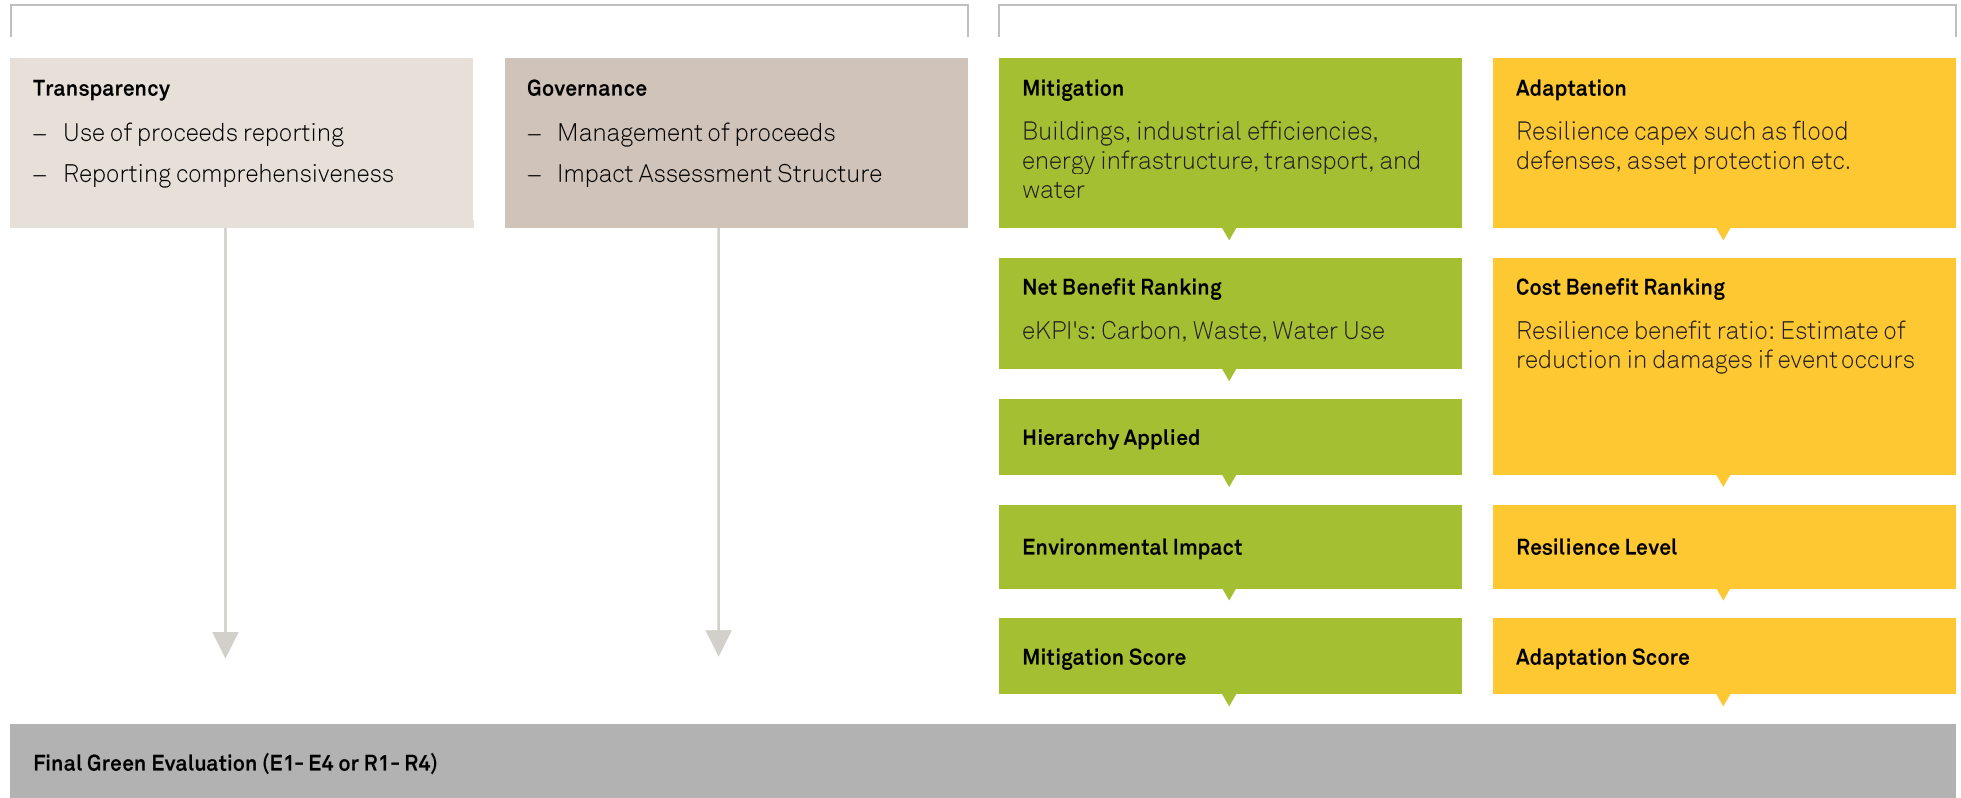 Transparency
– Use of proceeds reporting
– Reporting comprehensiveness
Governance
– Management of proceeds
– Impact Assessment Structure
Mitigation
Buildings, industrial efficiencies,
energy infrastructure, transport, and
water
Adaptation
Resilience capex such as flood
defenses, asset protection etc.
Net Benefit Ranking
eKPI's: Carbon, Waste, Water Use
Cost Benefit Ranking
Resilience benefit ratio: Estimate of
reduction in damages if event occurs
Hierarchy Applied
Environmental Impact
Resilience Level
Mitigation Score
Adaptation Score
Final Green Evaluation (E1- E4 or R1- R4)